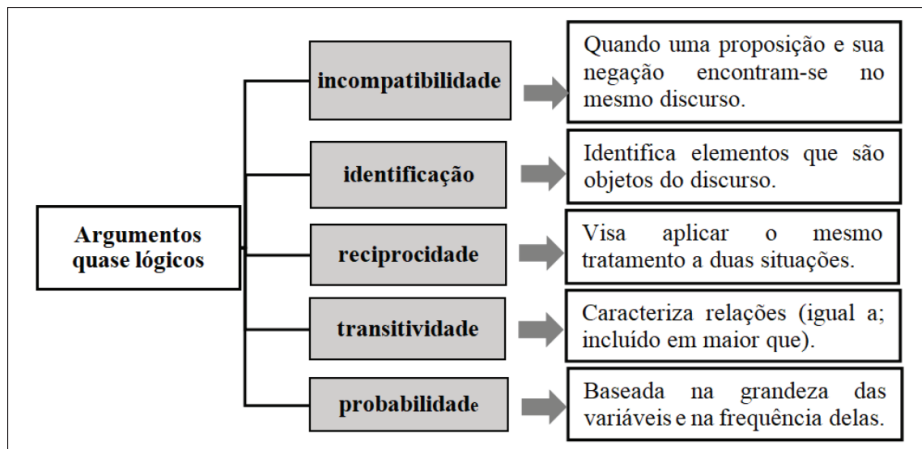 Argumentos
quase lógicos
incompatibilidade
Quando uma proposição e sua
negação encontram-se no
mesmo discurso.
identificação
Identifica elementos que são
objetos do discurso.
reciprocidade
Visa aplicar o mesmo
tratamento a duas situações.
transitividade
Caracteriza relações (igual a;
incluído em maior que).
probabilidade
Baseada na grandeza das
variáveis e na frequência delas.